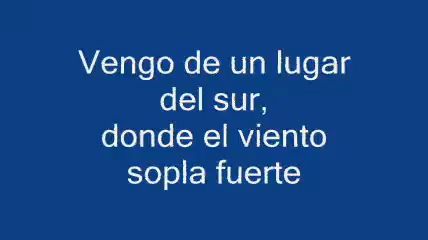 Vengo de un lugar
del sur,
donde el viento
sopla fuerte